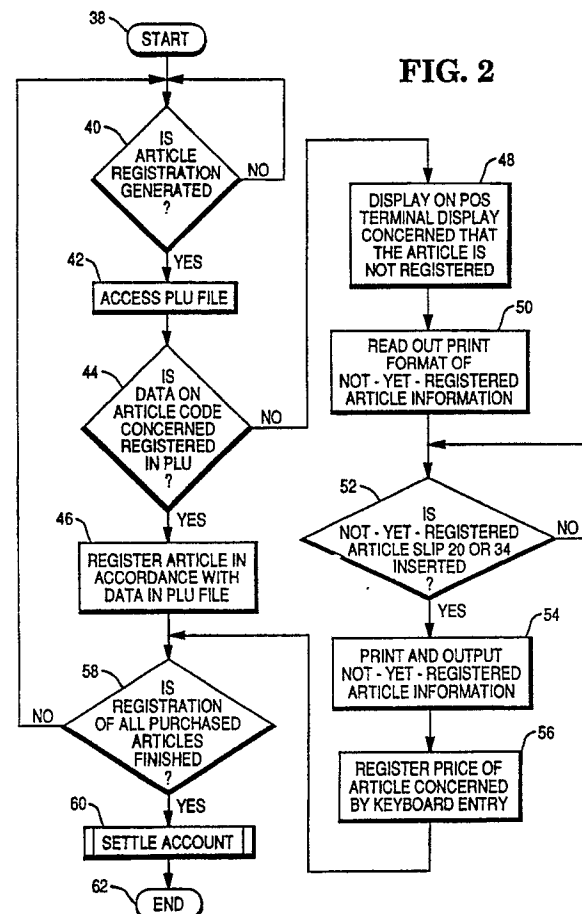 38
START
FIG. 2
40
IS
ARTICLE
REGISTRATION
GENERATED
?
NO
YES
42
ACCESS PLU FILE
44
IS
DATA ON
ARTICLE CODE
CONCERNED
REGISTERED
IN PLU
?
NO
YES
46
REGISTER ARTICLE IN
ACCORDANCE WITH
DATA IN PLU FILE
48
DISPLAY ON POS
TERMINAL DISPLAY
CONCERNED THAT
THE ARTICLE IS
NOT REGISTERED
50
READ OUT PRINT
FORMAT OF
NOT - YET - REGISTERED
ARTICLE INFORMATION
52
IS
NOT - YET - REGISTERED
ARTICLE SLIP 20 OR 34
INSERTED
?
NO
YES
54
PRINT AND OUTPUT
NOT - YET - REGISTERED
ARTICLE INFORMATION
56
REGISTER PRICE OF
ARTICLE CONCERNED
BY KEYBOARD ENTRY
58
IS
REGISTRATION
OF ALL PURCHASED
ARTICLES
FINISHED
?
NO
YES
60
SETTLE ACCOUNT
62
END